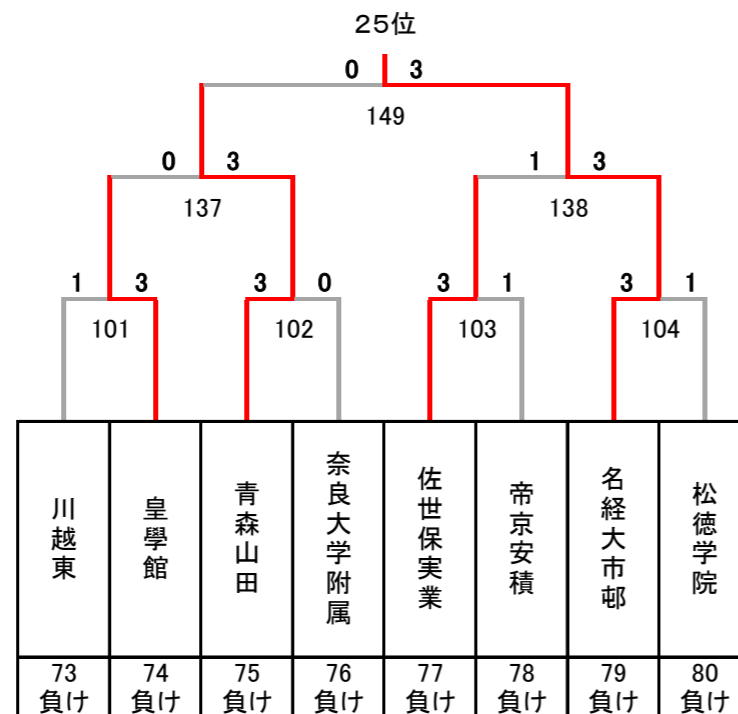 25位
0 3
149
0 3 1 3
137 138
1 3 3 0 3 1 3 1
101 102 103 104
川越東
皇學館
青森山田
奈良大学附属
佐世保実業
帝京安積
名経大市邨
松徳学院
73 74 75 76 77 78 79 80
負け 負け 負け 負け 負け 負け 負け 負け